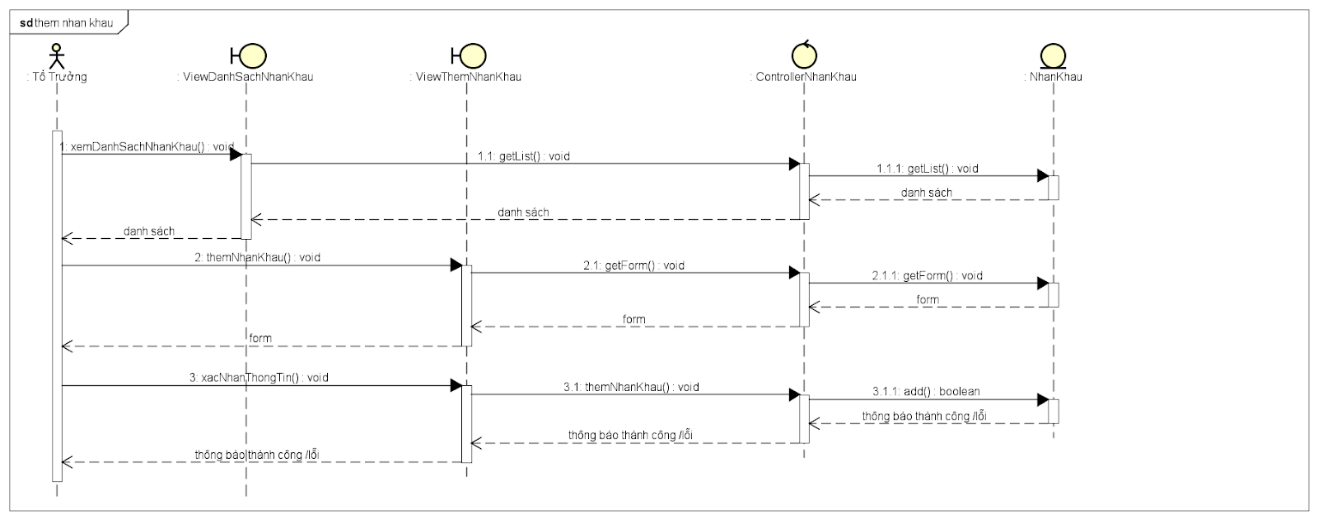 sd them nhan khau
: Tổ Trưởng
: ViewDanhSachNhanKhau
: ViewThemNhanKhau
: ControllerNhanKhau
: NhanKhau
1: xemDanhSachNhanKhau() : void
1.1: getList() : void
1.1.1: getList() : void
danh sách
danh sách
danh sách
2: themNhanKhau() : void
2.1: getForm() : void
2.1.1: getForm() : void
form
form
form
3: xacNhanThongTin() : void
3.1: themNhanKhau() : void
3.1.1: add() : boolean
thông báo thành công /lỗi
thông báo thành công /lỗi
thông báo thành công /lỗi